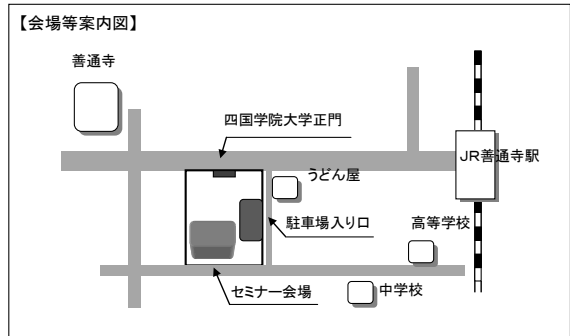 【会場等案内図】
善通寺
四国学院大学正門
JR善通寺駅
うどん屋
駐車場入り口
高等学校
セミナー会場
中学校